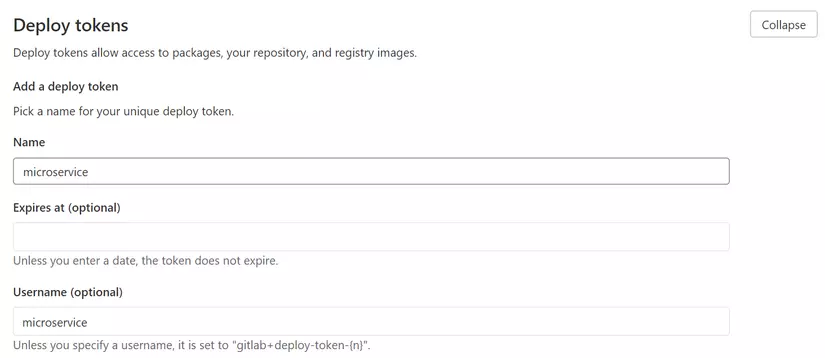 Deploy tokens
Collapse
Deploy tokens allow access to packages, your repository, and registry images.
Add a deploy token
Pick a name for your unique deploy token.
Name
microservice
Expires at (optional)
Unless you enter a date, the token does not expire.
Username (optional)
microservice
Unless you specify a username, it is set to "gitlab+deploy-token-{n}".